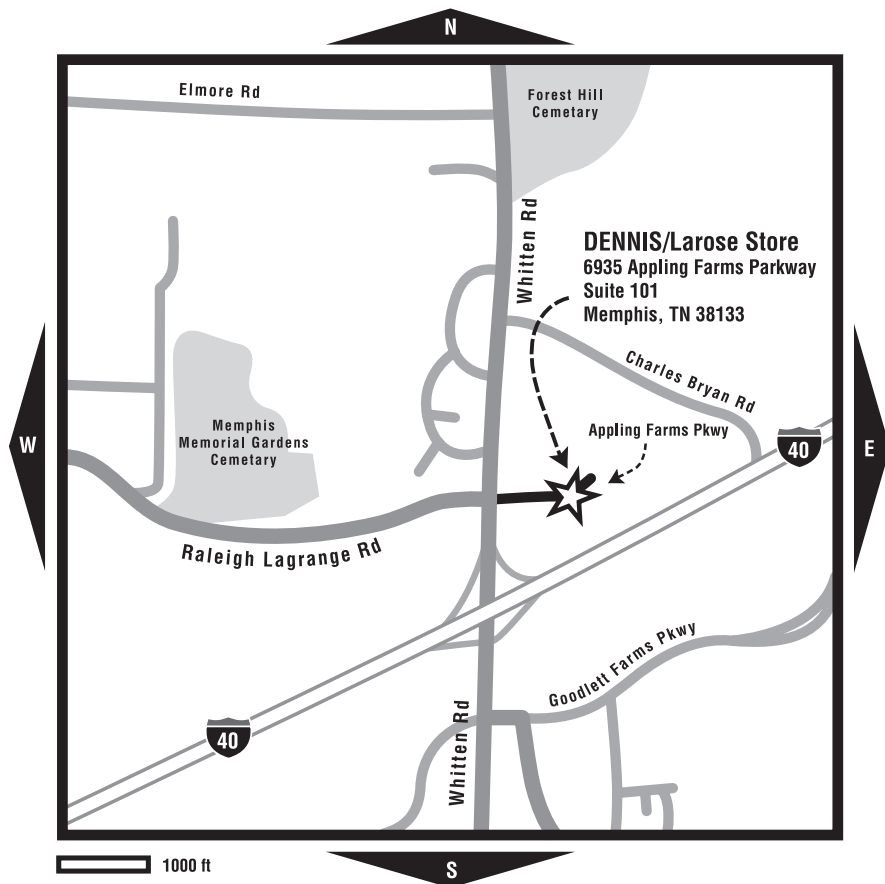 N
Elmore Rd
Forest Hill
Cemetery
Whitten Rd
DENNIS/Larose Store
6935 Appling Farms Parkway
Suite 101
Memphis, TN 38133
Charles Bryan Rd
Appling Farms Pkwy
Memphis
Memorial Gardens
Cemetery
W
40
E
Raleigh Lagrange Rd
Goodlett Farms Pkwy
40
Whitten Rd
1000 ft
S